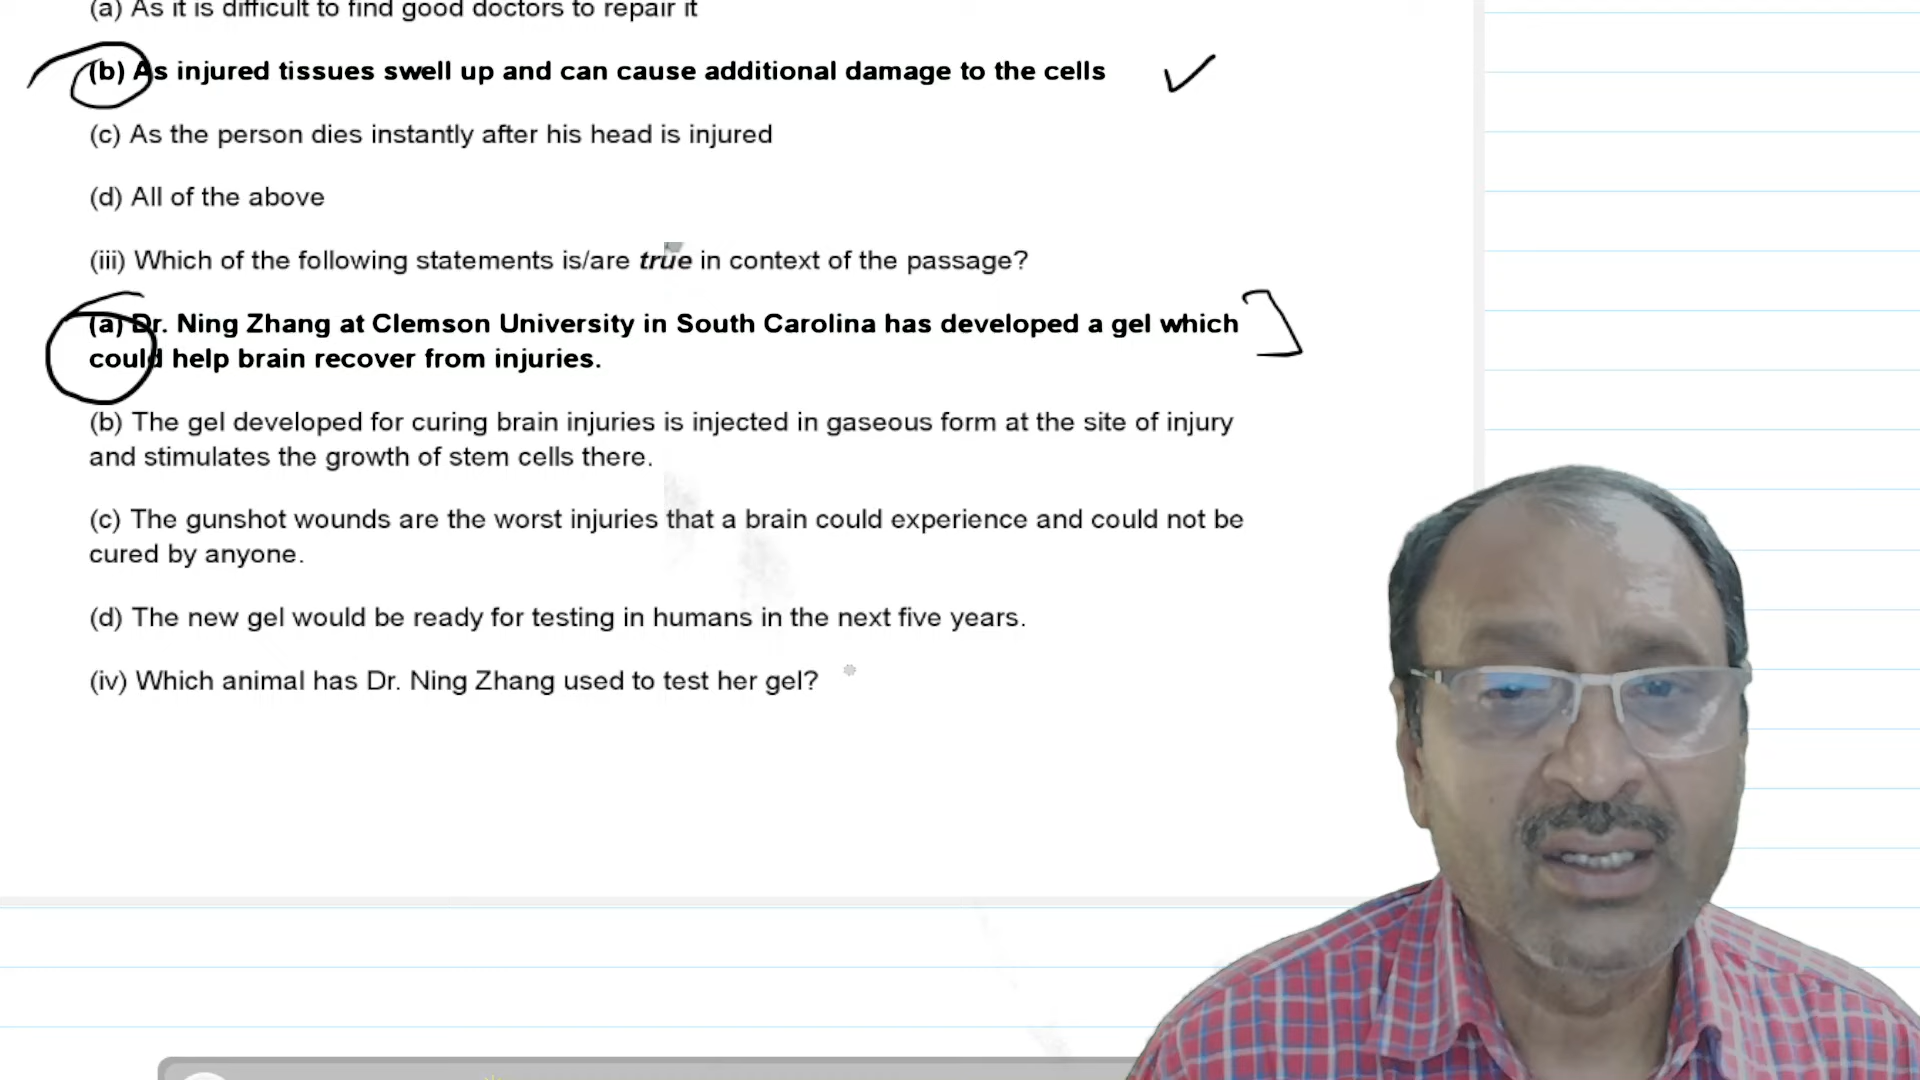 (a) As it is difficult to find good doctors to repair it
(b) As injured tissues swell up and can cause additional damage to the cells
(c) As the person dies instantly after his head is injured
(d) All of the above
(iii) Which of the following statements is/are true in context of the passage?
(a) Dr. Ning Zhang at Clemson University in South Carolina has developed a gel which
could help brain recover from injuries.
(b) The gel developed for curing brain injuries is injected in gaseous form at the site of injury
and stimulates the growth of stem cells there.
(c) The gunshot wounds are the worst injuries that a brain could experience and could not be
cured by anyone.
(d) The new gel would be ready for testing in humans in the next five years.
(iv) Which animal has Dr. Ning Zhang used to test her gel?